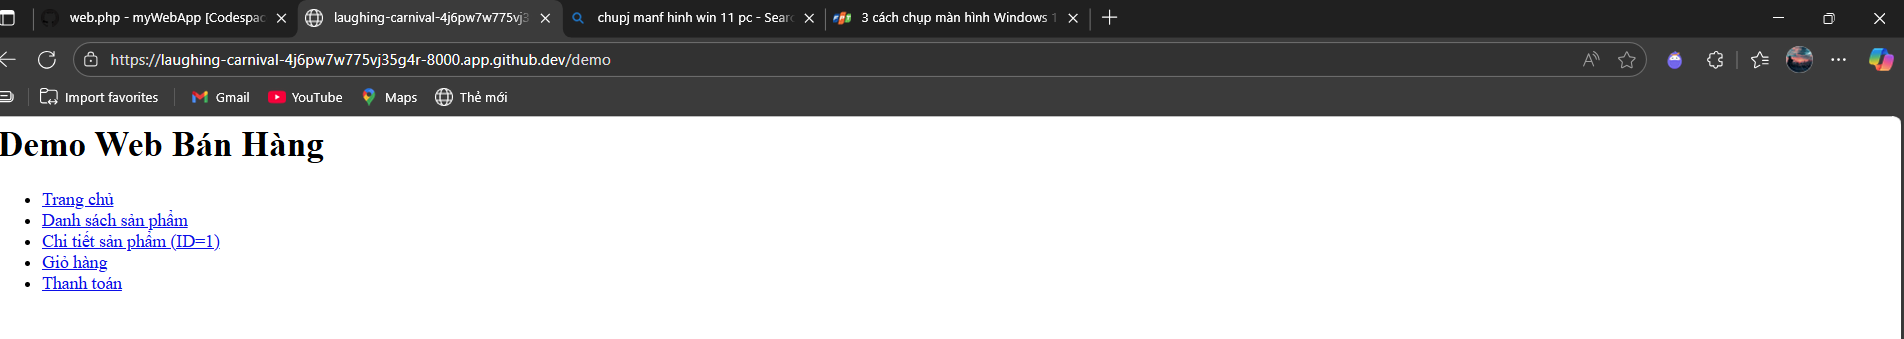 web.php - myWebApp [Codespac
laughing-carnival-4j6pw7w775vj3
chupj manf hinh win 11 pc - Sear
3 cách chụp màn hình Windows 1
https://laughing-carnival-4j6pw7w775vj35g4r-8000.app.github.dev/demo
Import favorites
Gmail
YouTube
Maps
Thẻ mới
Demo Web Bán Hàng
Trang chủ
Danh sách sản phẩm
Chi tiết sản phẩm (ID=1)
Giỏ hàng
Thanh toán